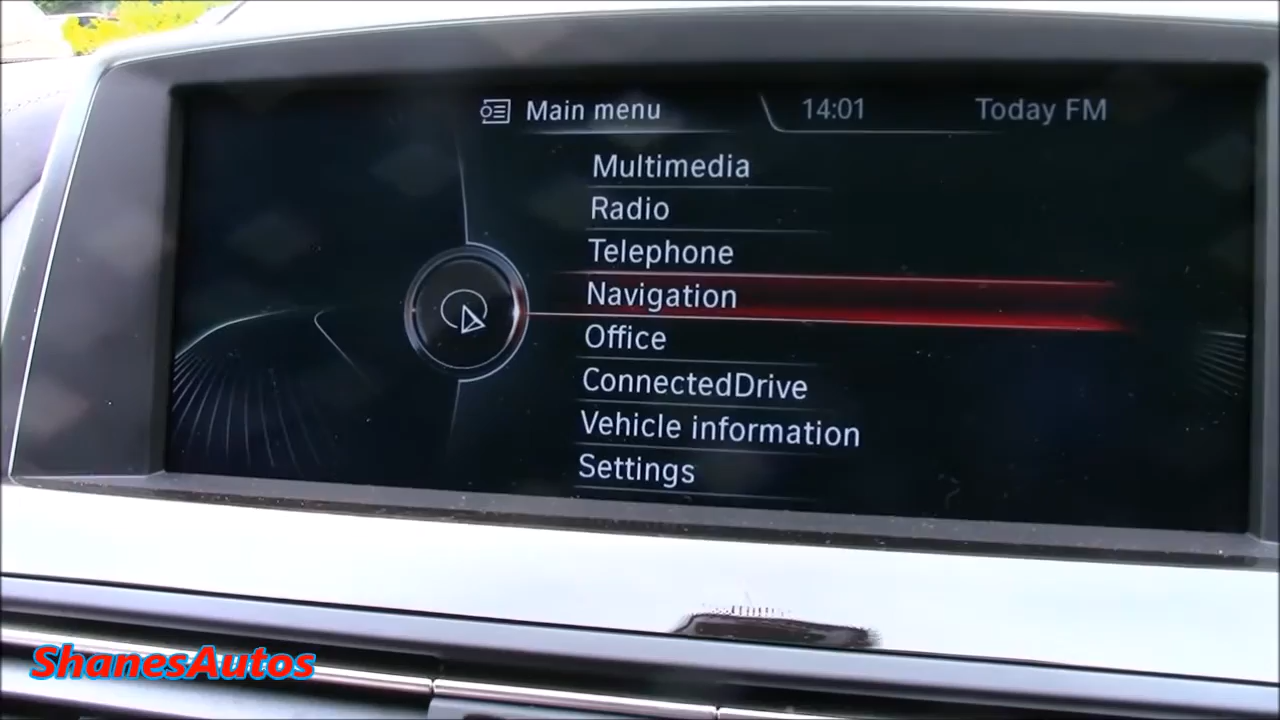 Main menu 14:01 Today FM
Multimedia
Radio
Telephone
Navigation
Office
ConnectedDrive
Vehicle information
Settings
ShanesAutos